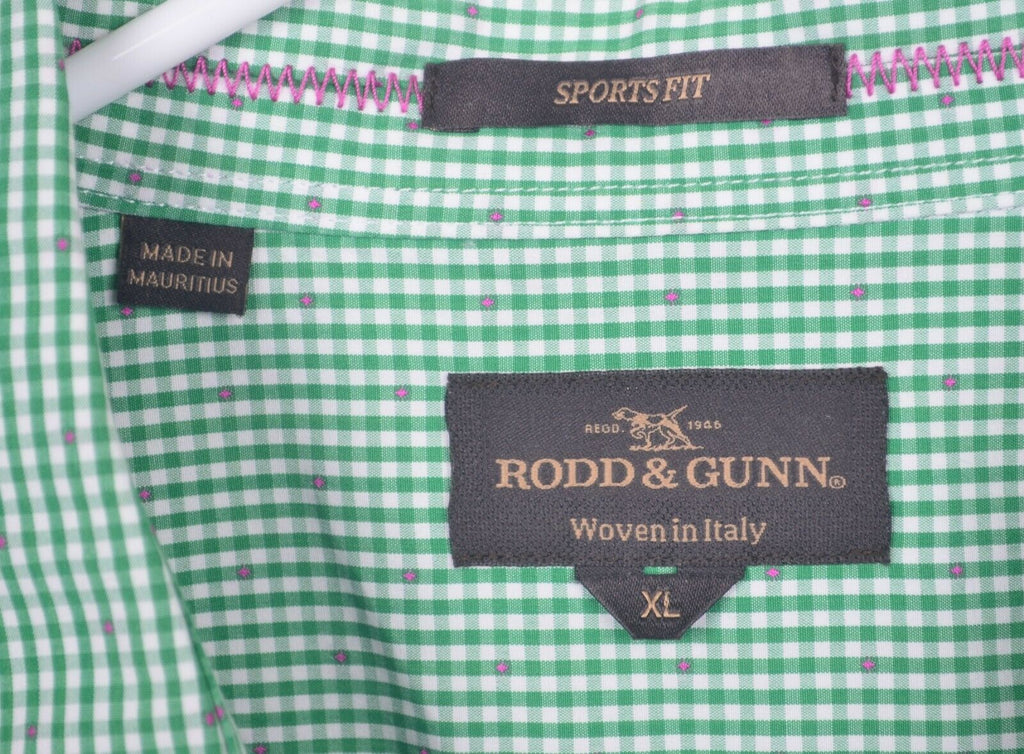 SPORTS FIT
MADE IN
MAURITIUS
REGD. 1946
RODD & GUNN®
Woven in Italy
XL